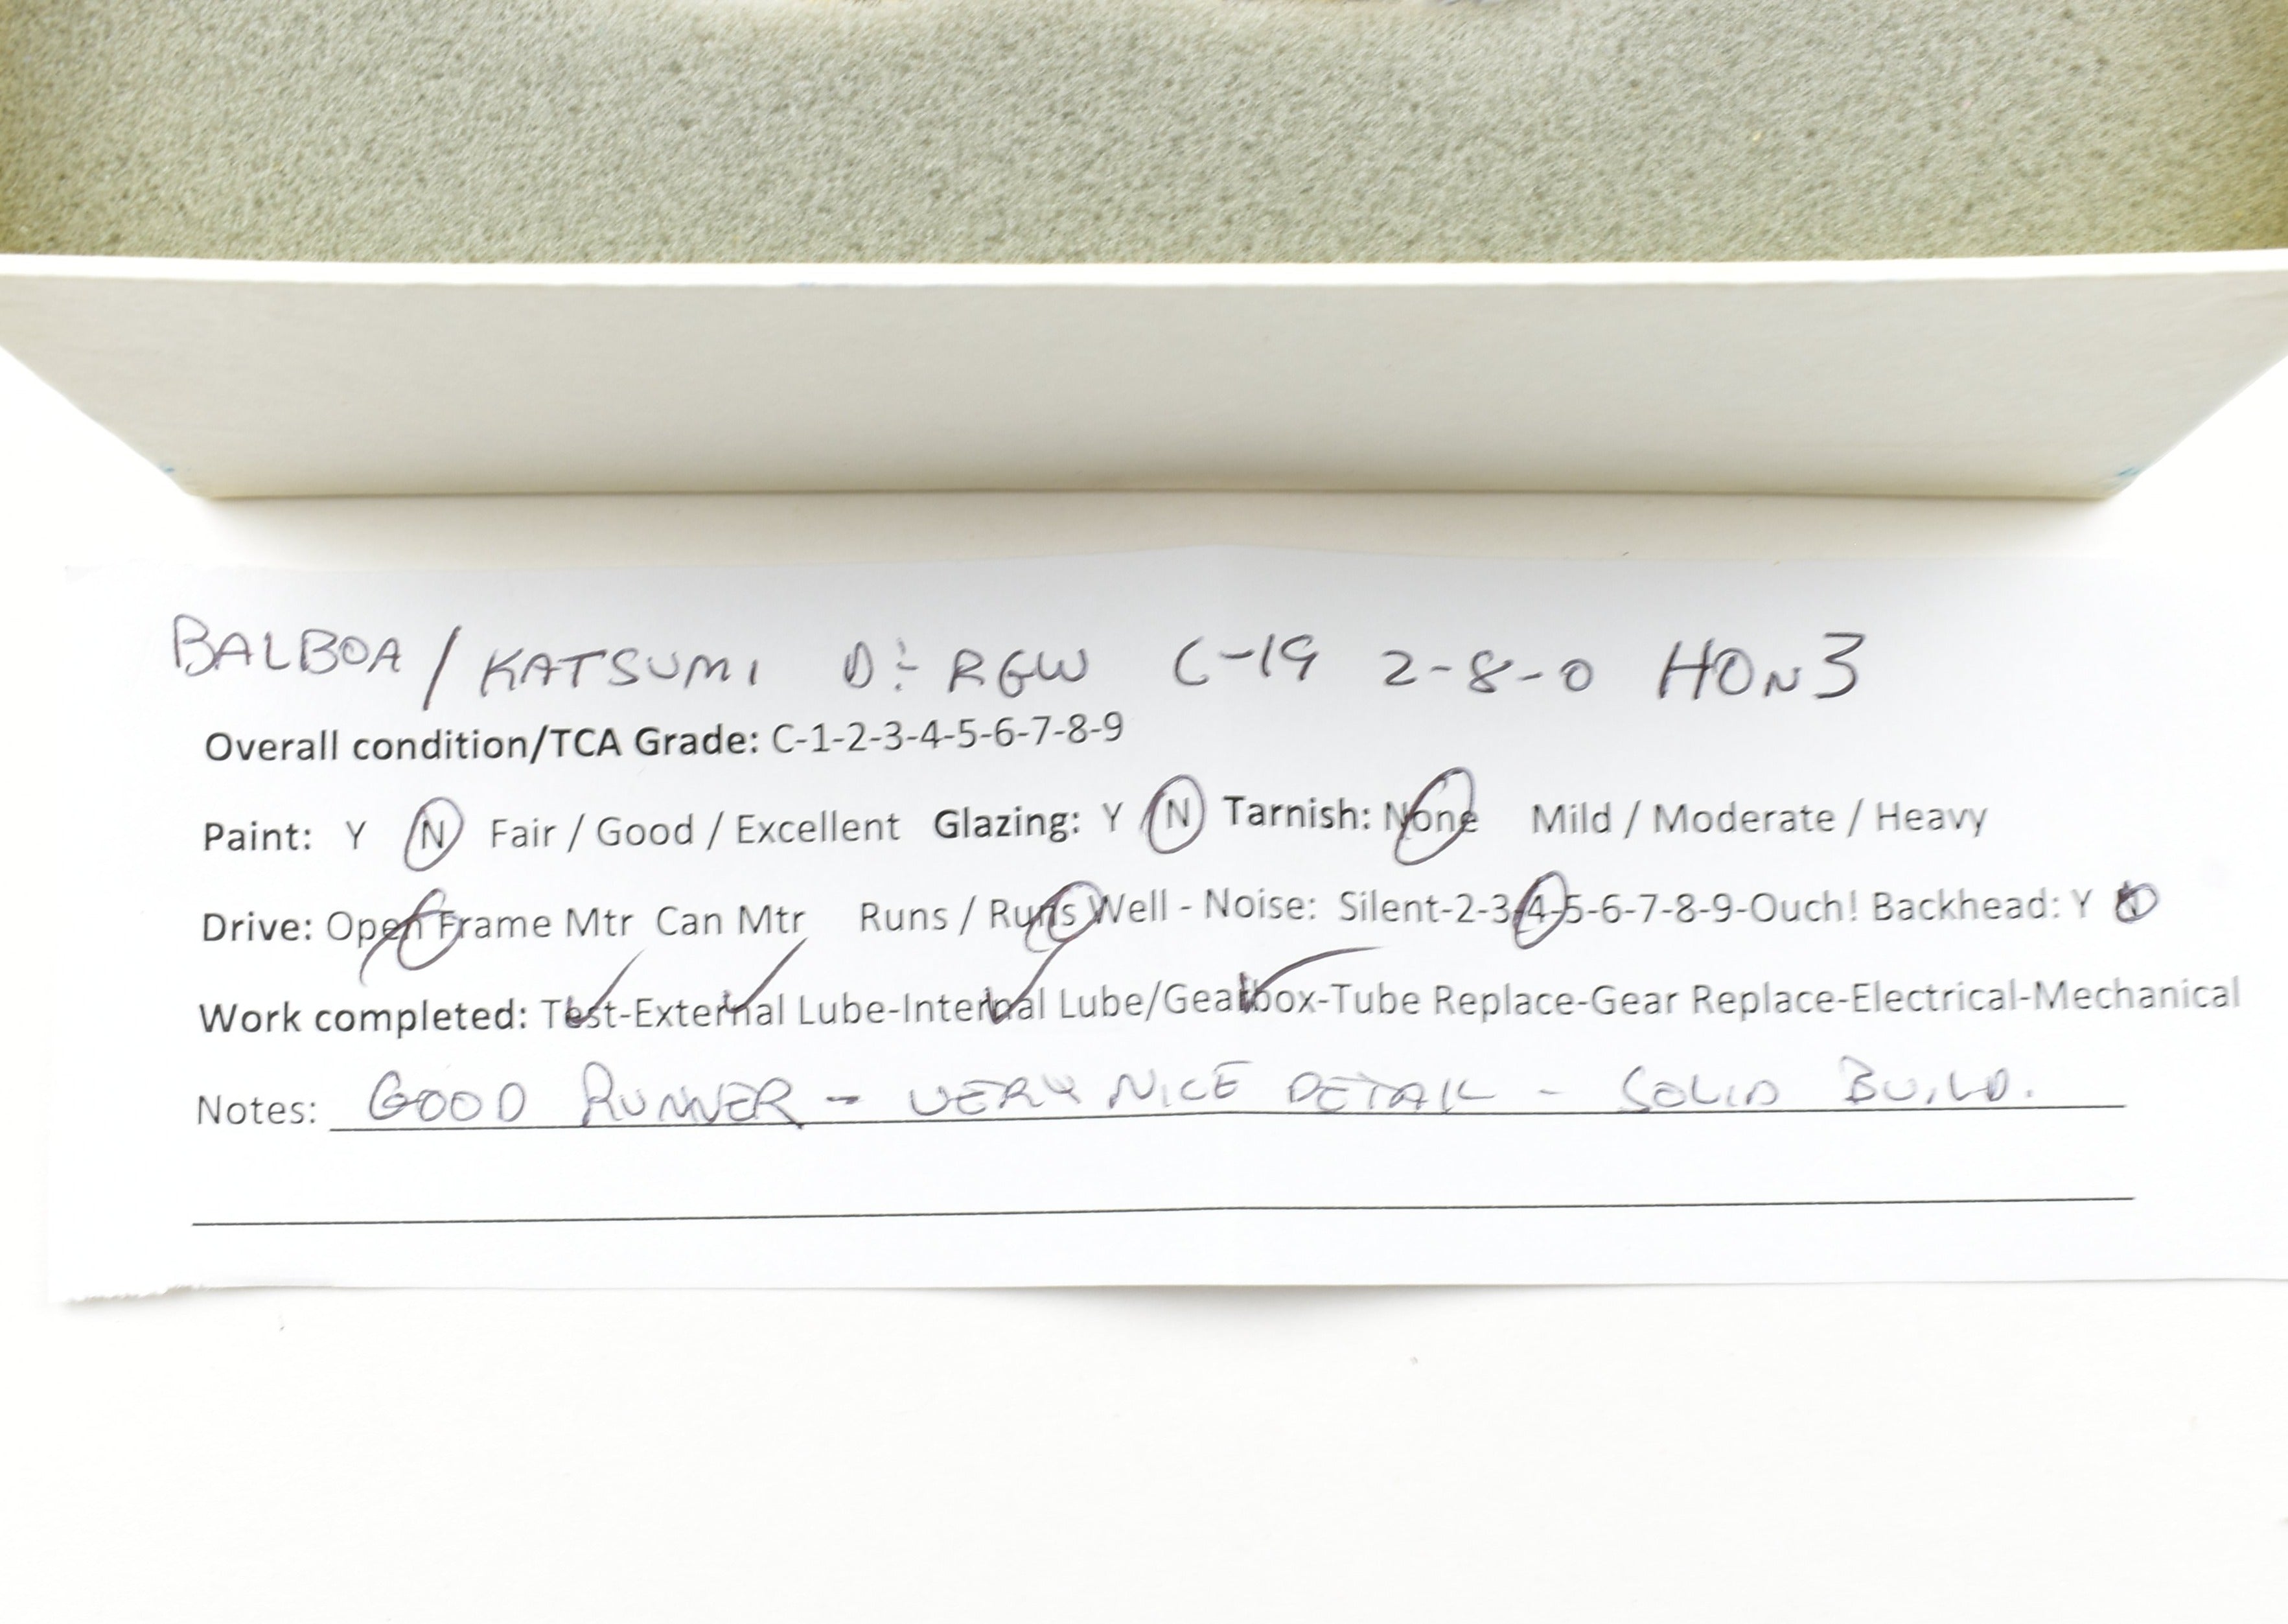 BALBOA / KATSUMI D&RGW C-19 2-8-0 HOn3
Overall condition/TCA Grade: C-1-2-3-4-5-6-7-8-9
Paint: Y N Fair / Good / Excellent Glazing: Y N Tarnish: None Mild / Moderate / Heavy
Drive: Open Frame Mtr Can Mtr Runs / Runs Well - Noise: Silent-2-3-4-5-6-7-8-9-Ouch! Backhead: Y N
Work completed: Test-External Lube-Internal Lube/Gearbox-Tube Replace-Gear Replace-Electrical-Mechanical
Notes: GOOD RUNNER - VERY NICE DETAIL - SOLID BUILD.